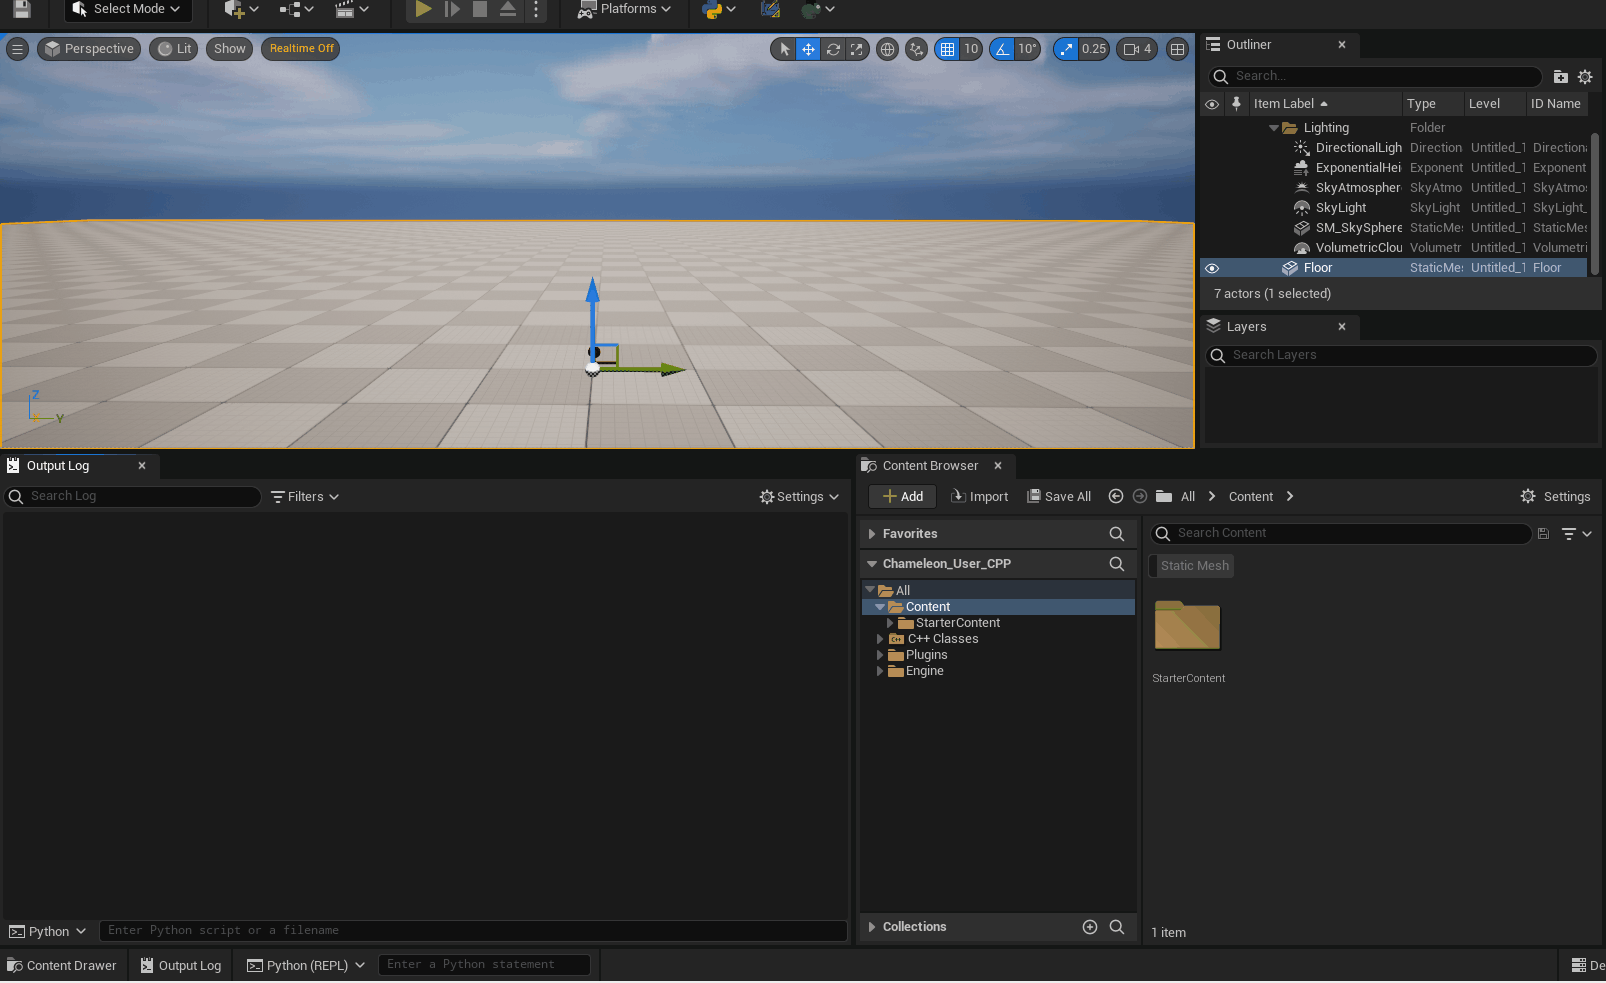 Select Mode
Platforms
Perspective
Lit
Show
Realtime Off
10
10°
0.25
4
Z
Y
Outliner
Search...
Item Label
Type
Level
ID Name
Lighting
Folder
DirectionalLigh
Direction
Untitled_1
Directiona
ExponentialHei
Exponent
Untitled_1
Exponent
SkyAtmospher
SkyAtmo
Untitled_1
SkyAtmos
SkyLight
SkyLight
Untitled_1
SkyLight_
SM_SkySphere
StaticMes
Untitled_1
StaticMes
VolumetricClou
Volumetr
Untitled_1
Volumetri
Floor
StaticMes
Untitled_1
Floor
7 actors (1 selected)
Layers
Search Layers
Output Log
Search Log
Filters
Settings
Python
Enter Python script or a filename
Content Browser
Add
Import
Save All
All
Content
Settings
Favorites
Chameleon_User_CPP
All
Content
StarterContent
C++ Classes
Plugins
Engine
Collections
Search Content
Static Mesh
StarterContent
1 item
Content Drawer
Output Log
Python (REPL)
Enter a Python statement
De